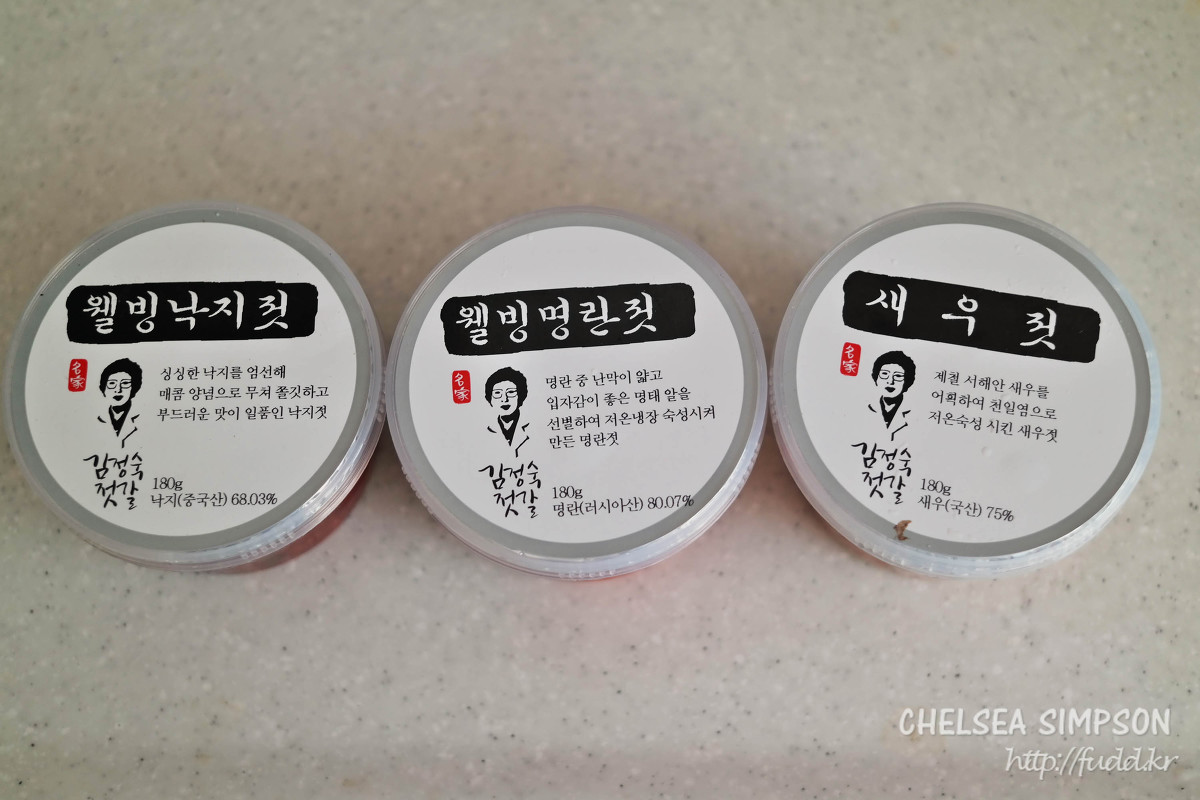 웰빙낙지젓
名家
싱싱한 낙지를 엄선해
매콤 양념으로 무쳐 쫄깃하고
부드러운 맛이 일품인 낙지젓
김정숙
젓갈
180g
낙지(중국산) 68.03%
웰빙명란젓
名家
명란 중 난막이 얇고
입자감이 좋은 명태 알을
선별하여 저온냉장 숙성시켜
만든 명란젓
김정숙
젓갈
180g
명란(러시아산) 80.07%
새우젓
名家
제철 서해안 새우를
어획하여 천일염으로
저온숙성 시킨 새우젓
김정숙
젓갈
180g
새우(국산) 75%
CHELSEA SIMPSON
http://fudd.kr